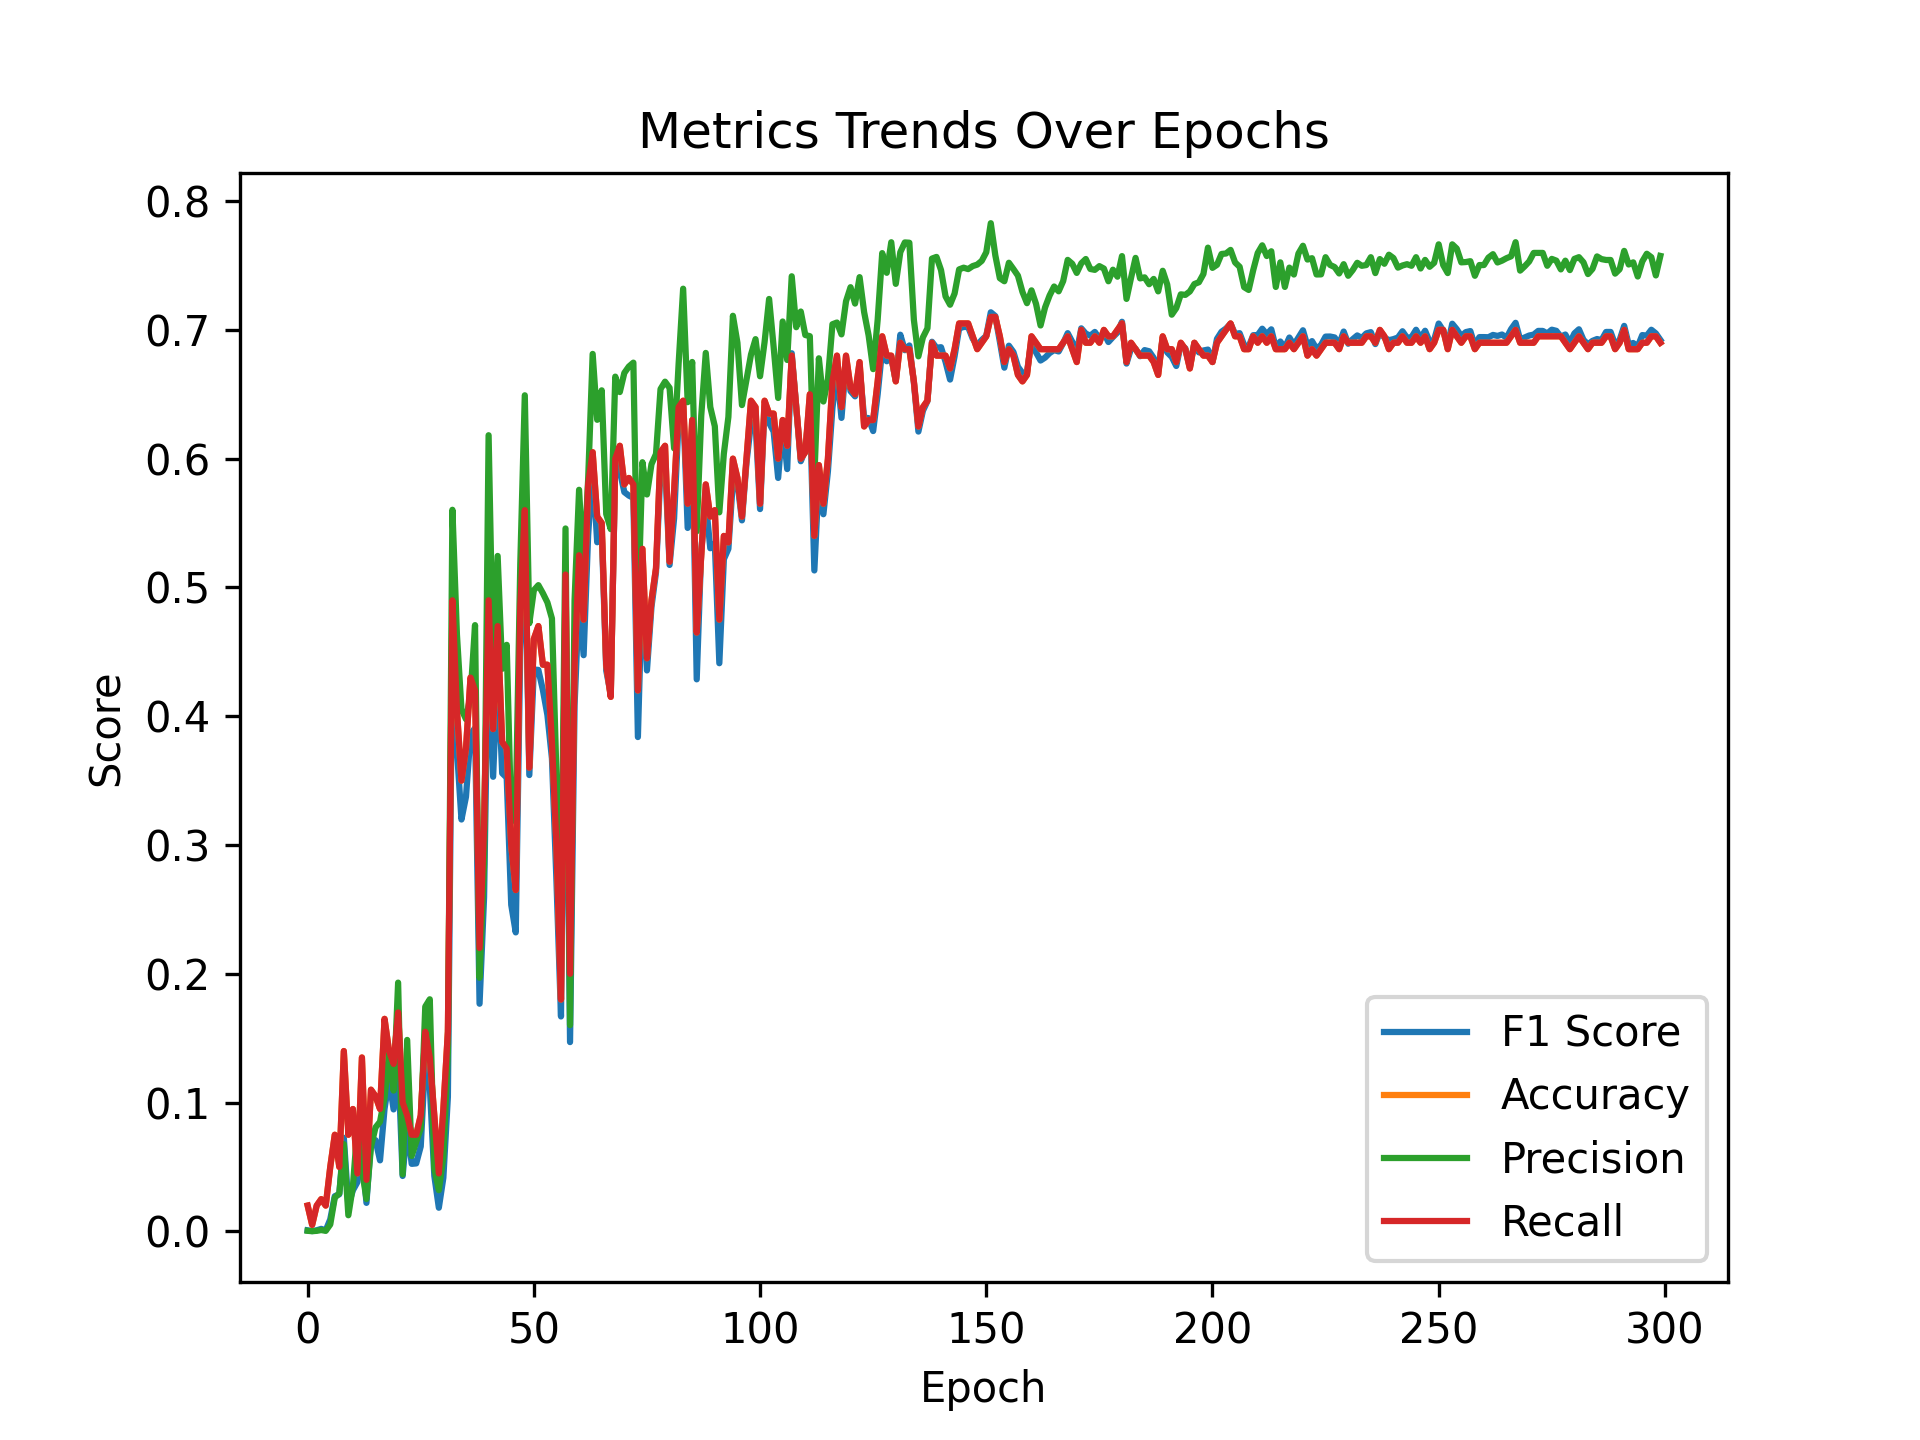 Metrics Trends Over Epochs
0.8
0.7
0.6
0.5
0.4
0.3
0.2
0.1
0.0
Score
0 50 100 150 200 250 300
Epoch
F1 Score
Accuracy
Precision
Recall